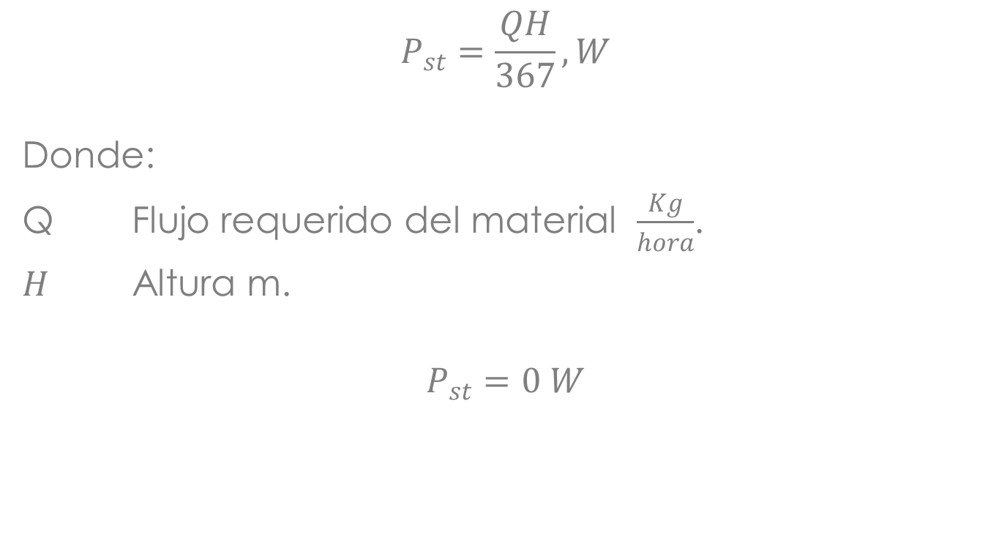 P_st = QH/367, W
Donde:
Q Flujo requerido del material Kg/hora.
H Altura m.
P_st = 0 W